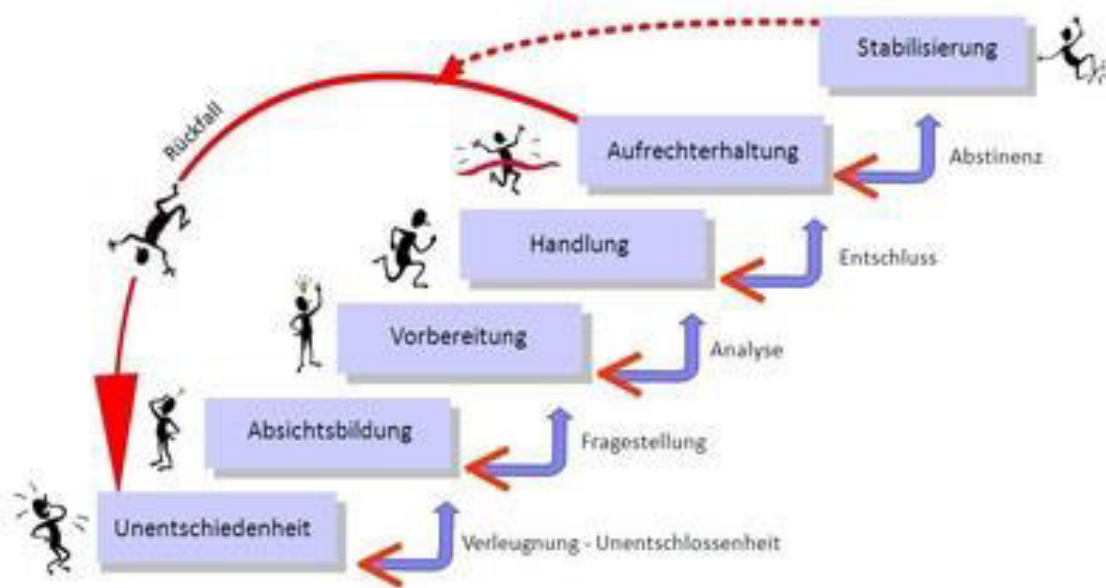 Stabilisierung
Rückfall
Aufrechterhaltung
Abstinenz
Handlung
Entschluss
Vorbereitung
Analyse
Absichtsbildung
Fragestellung
Unentschiedenheit
Verleugnung - Unentschlossenheit